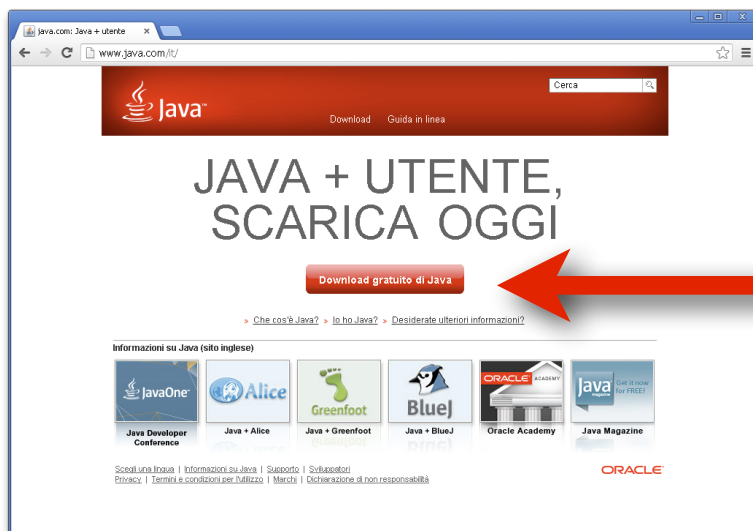 java.com: Java + utente
www.java.com/it/
Cerca
Java
Download Guida in linea
JAVA + UTENTE,
SCARICA OGGI
Download gratuito di Java
» Che cos'è Java? » Io ho Java? » Desiderate ulteriori informazioni?
Informazioni su Java (sito inglese)
JavaOne Alice Greenfoot BlueJ ORACLE ACADEMY Java magazine Get it now for FREE!
Java Developer Conference
Java + Alice
Java + Greenfoot
Java + BlueJ
Oracle Academy
Java Magazine
Scegli una lingua | Informazioni su Java | Supporto | Sviluppatori
Privacy | Termini e condizioni per l'utilizzo | Marchi | Dichiarazione di non responsabilità
ORACLE